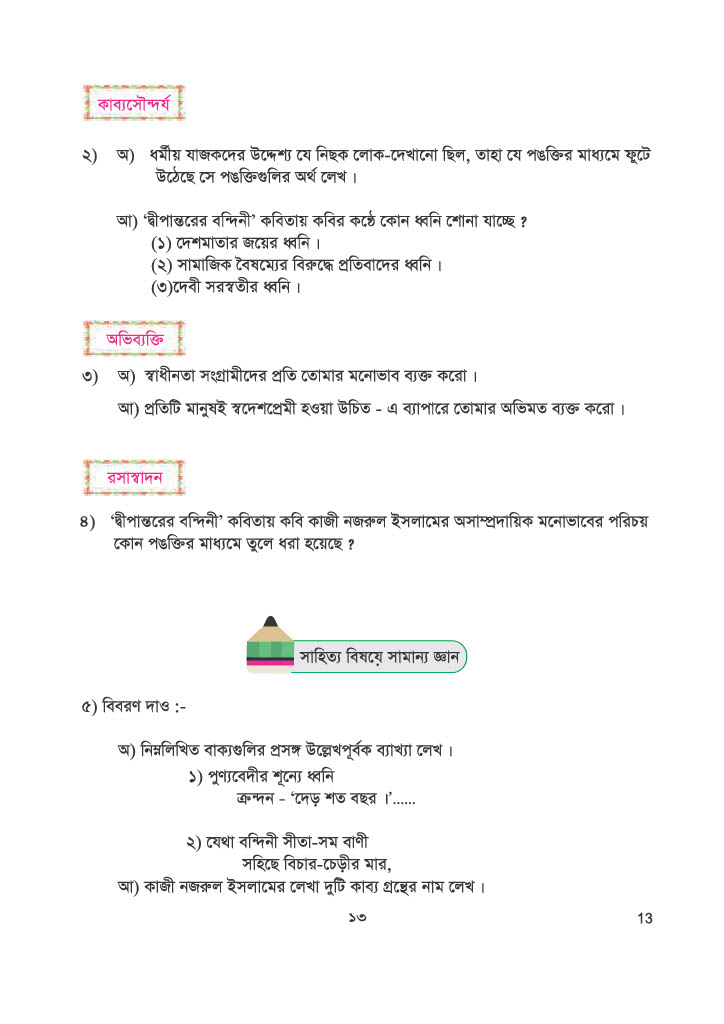 কাব্যসৌন্দর্য
২) অ) ধর্মীয় যাজকদের উদ্দেশ্য যে নিছক লোক-দেখানো ছিল, তাহা যে পঙক্তির মাধ্যমে ফুটে
উঠেছে সে পঙক্তিগুলির অর্থ লেখ।
আ) ‘দ্বীপান্তরের বন্দিনী’ কবিতায় কবির কণ্ঠে কোন ধ্বনি শোনা যাচ্ছে ?
(১) দেশমাতার জয়ের ধ্বনি।
(২) সামাজিক বৈষম্যের বিরুদ্ধে প্রতিবাদের ধ্বনি।
(৩)দেবী সরস্বতীর ধ্বনি।
অভিব্যক্তি
৩) অ) স্বাধীনতা সংগ্রামীদের প্রতি তোমার মনোভাব ব্যক্ত করো।
আ) প্রতিটি মানুষই স্বদেশপ্রেমী হওয়া উচিত - এ ব্যাপারে তোমার অভিমত ব্যক্ত করো।
রসাস্বাদন
৪) ‘দ্বীপান্তরের বন্দিনী’ কবিতায় কবি কাজী নজরুল ইসলামের অসাম্প্রদায়িক মনোভাবের পরিচয়
কোন পঙক্তির মাধ্যমে তুলে ধরা হয়েছে ?
সাহিত্য বিষয়ে সামান্য জ্ঞান
৫) বিবরণ দাও :-
অ) নিম্নলিখিত বাক্যগুলির প্রসঙ্গ উল্লেখপূর্বক ব্যাখ্যা লেখ।
১) পুণ্যবেদীর শূন্যে ধ্বনি
ক্রন্দন - ‘দেড় শত বছর।’......
২) যেথা বন্দিনী সীতা-সম বাণী
সহিছে বিচার-চেড়ীর মার,
আ) কাজী নজরুল ইসলামের লেখা দুটি কাব্য গ্রন্থের নাম লেখ।
১৩ 13